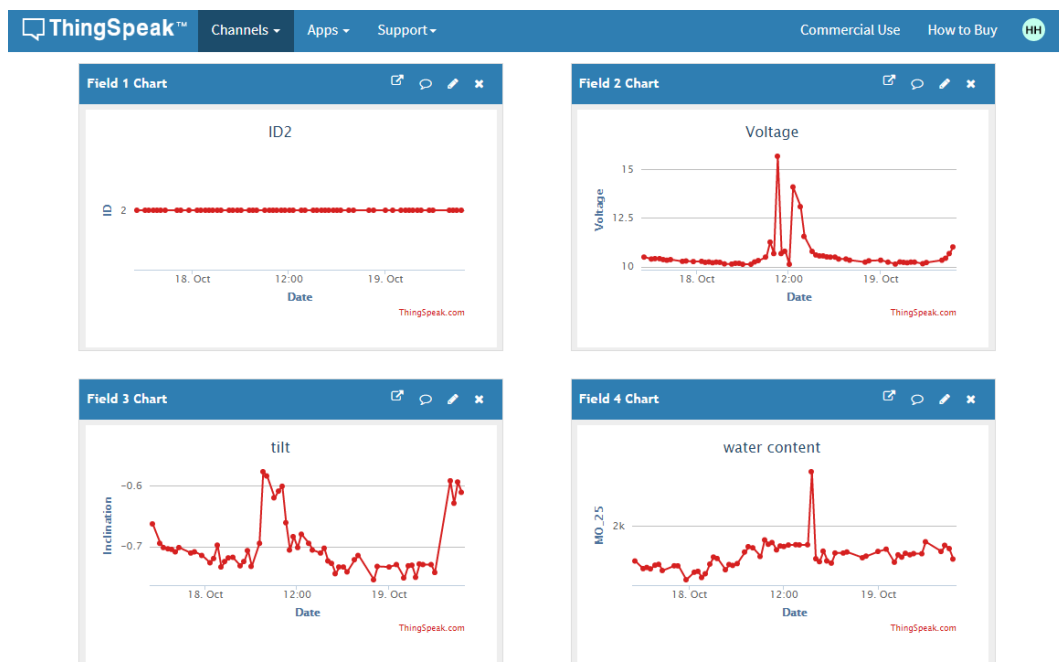 ThingSpeak™ Channels Apps Support Commercial Use How to Buy HH
Field 1 Chart
ID2
ID
2
18. Oct 12:00 19. Oct
Date
ThingSpeak.com
Field 2 Chart
Voltage
Voltage
15
12.5
10
18. Oct 12:00 19. Oct
Date
ThingSpeak.com
Field 3 Chart
tilt
Inclination
-0.6
-0.7
18. Oct 12:00 19. Oct
Date
ThingSpeak.com
Field 4 Chart
water content
MO_25
2k
18. Oct 12:00 19. Oct
Date
ThingSpeak.com